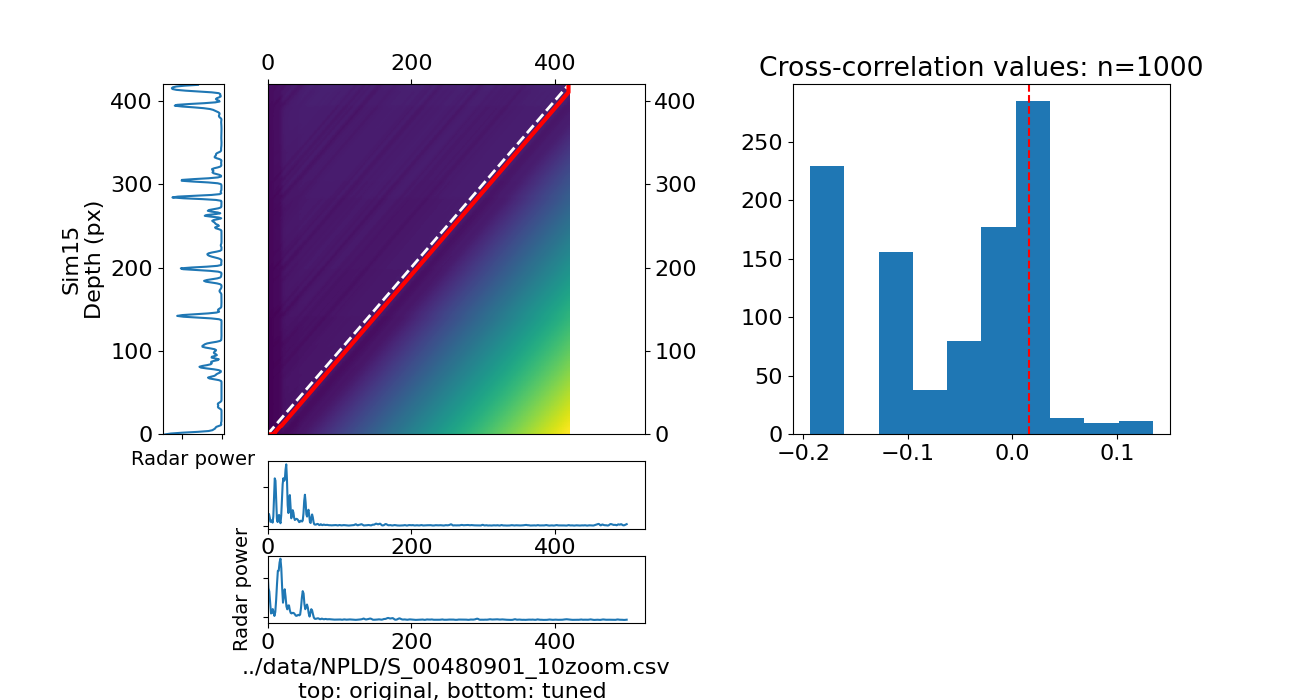 0 200 400
Cross-correlation values: n=1000
Sim15
Depth (px)
400
300
200
100
0
Radar power
400
300
200
100
0
250
200
150
100
50
0
−0.2 −0.1 0.0 0.1
0 200 400
Radar power
0 200 400
../data/NPLD/S_00480901_10zoom.csv
top: original, bottom: tuned